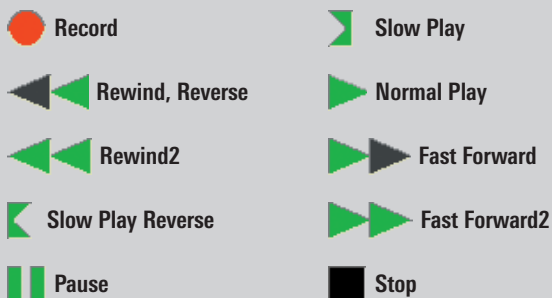 Record
Rewind, Reverse
Rewind2
Slow Play Reverse
Pause
Slow Play
Normal Play
Fast Forward
Fast Forward2
Stop